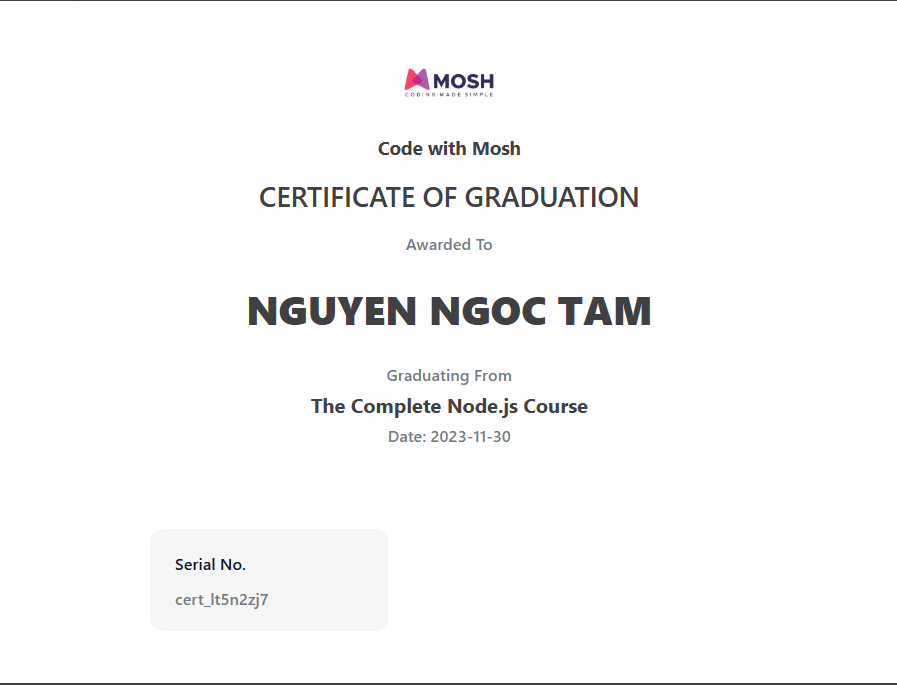 MOSH
CODING MADE SIMPLE
Code with Mosh
CERTIFICATE OF GRADUATION
Awarded To
NGUYEN NGOC TAM
Graduating From
The Complete Node.js Course
Date: 2023-11-30
Serial No.
cert_lt5n2zj7